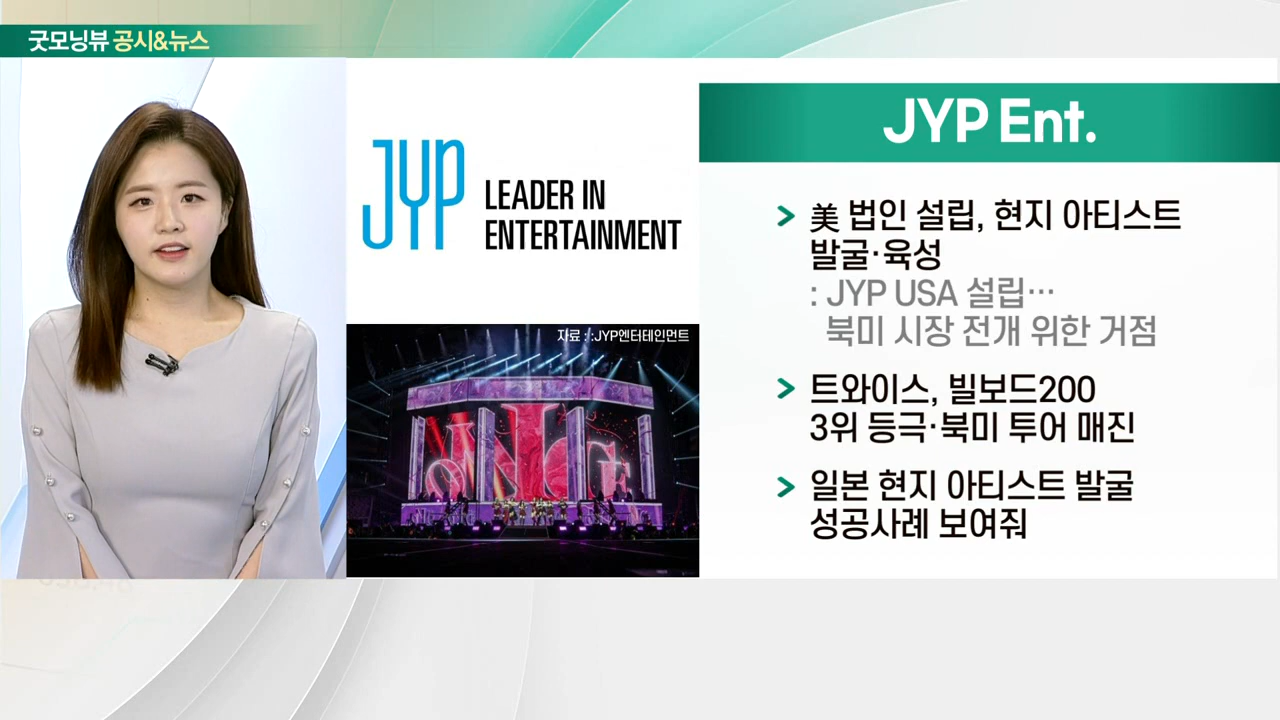 굿모닝뷰 공시&뉴스
JYP
LEADER IN
ENTERTAINMENT
자료 : :JYP엔터테인먼트
ONCE
JYP Ent.
美 법인 설립, 현지 아티스트
발굴·육성
: JYP USA 설립…
북미 시장 전개 위한 거점
트와이스, 빌보드200
3위 등극·북미 투어 매진
일본 현지 아티스트 발굴
성공사례 보여줘